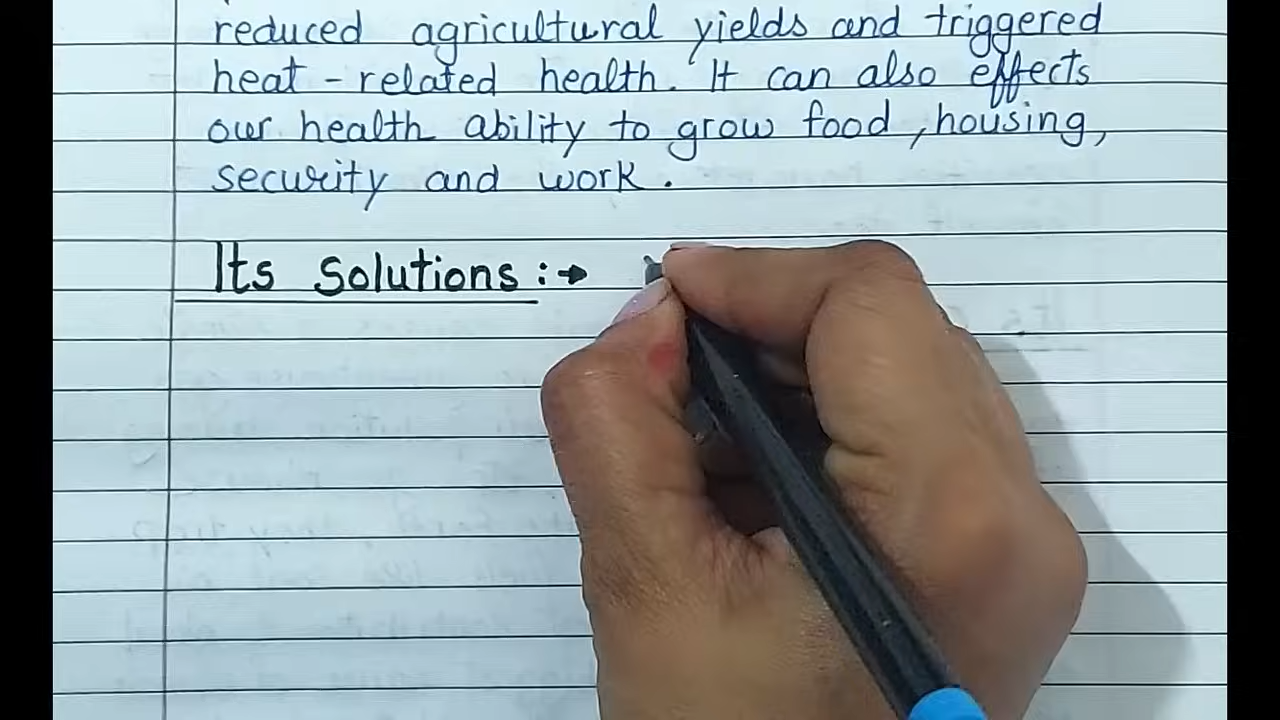 reduced agricultural yields and triggered
heat-related health. It can also effects
our health ability to grow food, housing,
security and work.
Its Solutions :→